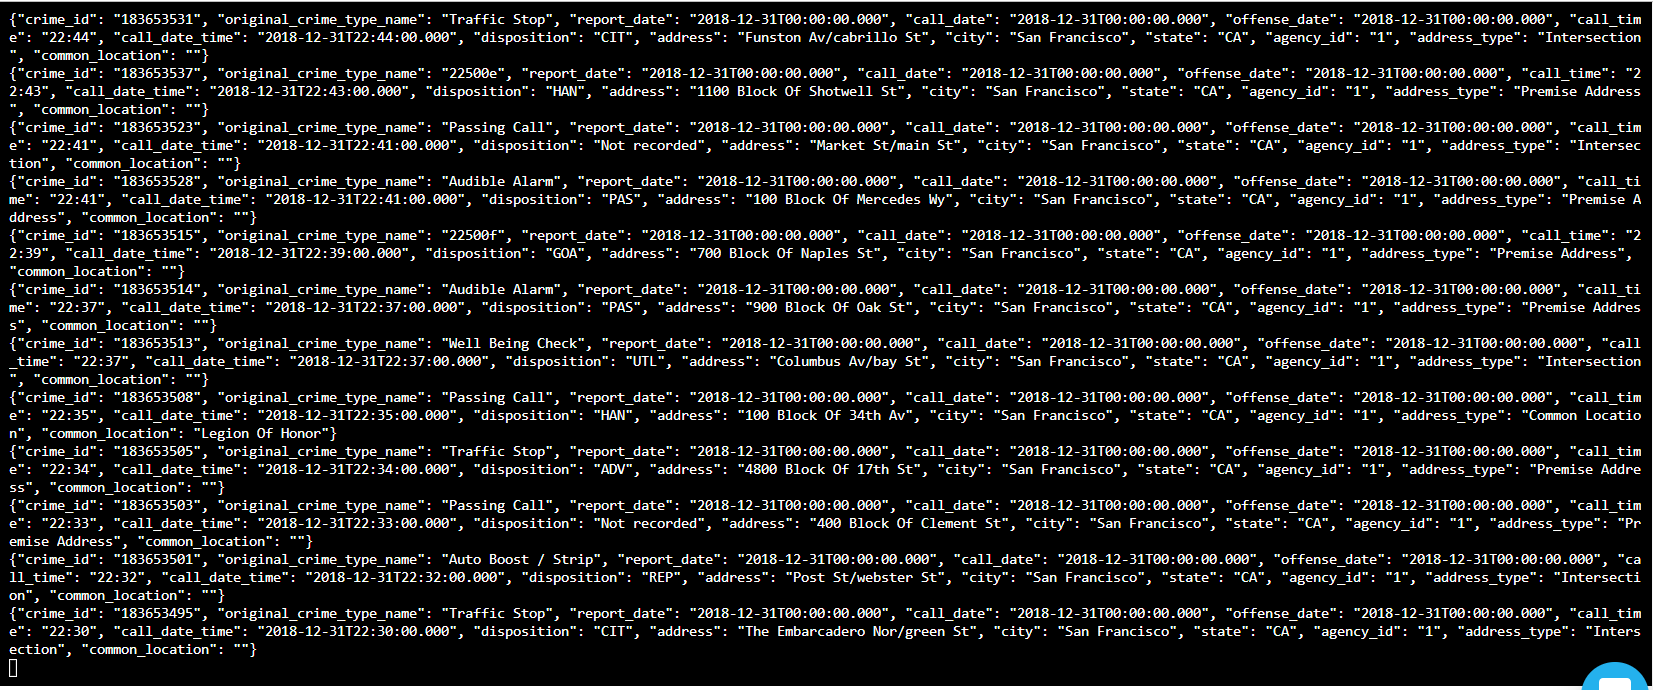 {"crime_id": "183653531", "original_crime_type_name": "Traffic Stop", "report_date": "2018-12-31T00:00:00.000", "call_date": "2018-12-31T00:00:00.000", "offense_date": "2018-12-31T00:00:00.000", "call_tim
e": "22:44", "call_date_time": "2018-12-31T22:44:00.000", "disposition": "CIT", "address": "Funston Av/cabrillo St", "city": "San Francisco", "state": "CA", "agency_id": "1", "address_type": "Intersection
", "common_location": ""}
{"crime_id": "183653537", "original_crime_type_name": "22500e", "report_date": "2018-12-31T00:00:00.000", "call_date": "2018-12-31T00:00:00.000", "offense_date": "2018-12-31T00:00:00.000", "call_time": "2
2:43", "call_date_time": "2018-12-31T22:43:00.000", "disposition": "HAN", "address": "1100 Block Of Shotwell St", "city": "San Francisco", "state": "CA", "agency_id": "1", "address_type": "Premise Address
", "common_location": ""}
{"crime_id": "183653523", "original_crime_type_name": "Passing Call", "report_date": "2018-12-31T00:00:00.000", "call_date": "2018-12-31T00:00:00.000", "offense_date": "2018-12-31T00:00:00.000", "call_tim
e": "22:41", "call_date_time": "2018-12-31T22:41:00.000", "disposition": "Not recorded", "address": "Market St/main St", "city": "San Francisco", "state": "CA", "agency_id": "1", "address_type": "Intersec
tion", "common_location": ""}
{"crime_id": "183653528", "original_crime_type_name": "Audible Alarm", "report_date": "2018-12-31T00:00:00.000", "call_date": "2018-12-31T00:00:00.000", "offense_date": "2018-12-31T00:00:00.000", "call_ti
me": "22:41", "call_date_time": "2018-12-31T22:41:00.000", "disposition": "PAS", "address": "100 Block Of Mercedes Wy", "city": "San Francisco", "state": "CA", "agency_id": "1", "address_type": "Premise A
ddress", "common_location": ""}
{"crime_id": "183653515", "original_crime_type_name": "22500f", "report_date": "2018-12-31T00:00:00.000", "call_date": "2018-12-31T00:00:00.000", "offense_date": "2018-12-31T00:00:00.000", "call_time": "2
2:39", "call_date_time": "2018-12-31T22:39:00.000", "disposition": "GOA", "address": "700 Block Of Naples St", "city": "San Francisco", "state": "CA", "agency_id": "1", "address_type": "Premise Address",
"common_location": ""}
{"crime_id": "183653514", "original_crime_type_name": "Audible Alarm", "report_date": "2018-12-31T00:00:00.000", "call_date": "2018-12-31T00:00:00.000", "offense_date": "2018-12-31T00:00:00.000", "call_ti
me": "22:37", "call_date_time": "2018-12-31T22:37:00.000", "disposition": "PAS", "address": "900 Block Of Oak St", "city": "San Francisco", "state": "CA", "agency_id": "1", "address_type": "Premise Addres
s", "common_location": ""}
{"crime_id": "183653513", "original_crime_type_name": "Well Being Check", "report_date": "2018-12-31T00:00:00.000", "call_date": "2018-12-31T00:00:00.000", "offense_date": "2018-12-31T00:00:00.000", "call
_time": "22:37", "call_date_time": "2018-12-31T22:37:00.000", "disposition": "UTL", "address": "Columbus Av/bay St", "city": "San Francisco", "state": "CA", "agency_id": "1", "address_type": "Intersection
", "common_location": ""}
{"crime_id": "183653508", "original_crime_type_name": "Passing Call", "report_date": "2018-12-31T00:00:00.000", "call_date": "2018-12-31T00:00:00.000", "offense_date": "2018-12-31T00:00:00.000", "call_tim
e": "22:35", "call_date_time": "2018-12-31T22:35:00.000", "disposition": "HAN", "address": "100 Block Of 34th Av", "city": "San Francisco", "state": "CA", "agency_id": "1", "address_type": "Common Locatio
n", "common_location": "Legion Of Honor"}
{"crime_id": "183653505", "original_crime_type_name": "Traffic Stop", "report_date": "2018-12-31T00:00:00.000", "call_date": "2018-12-31T00:00:00.000", "offense_date": "2018-12-31T00:00:00.000", "call_tim
e": "22:34", "call_date_time": "2018-12-31T22:34:00.000", "disposition": "ADV", "address": "4800 Block Of 17th St", "city": "San Francisco", "state": "CA", "agency_id": "1", "address_type": "Premise Addre
ss", "common_location": ""}
{"crime_id": "183653503", "original_crime_type_name": "Passing Call", "report_date": "2018-12-31T00:00:00.000", "call_date": "2018-12-31T00:00:00.000", "offense_date": "2018-12-31T00:00:00.000", "call_tim
e": "22:33", "call_date_time": "2018-12-31T22:33:00.000", "disposition": "Not recorded", "address": "400 Block Of Clement St", "city": "San Francisco", "state": "CA", "agency_id": "1", "address_type": "Pr
emise Address", "common_location": ""}
{"crime_id": "183653501", "original_crime_type_name": "Auto Boost / Strip", "report_date": "2018-12-31T00:00:00.000", "call_date": "2018-12-31T00:00:00.000", "offense_date": "2018-12-31T00:00:00.000", "ca
ll_time": "22:32", "call_date_time": "2018-12-31T22:32:00.000", "disposition": "REP", "address": "Post St/webster St", "city": "San Francisco", "state": "CA", "agency_id": "1", "address_type": "Intersecti
on", "common_location": ""}
{"crime_id": "183653495", "original_crime_type_name": "Traffic Stop", "report_date": "2018-12-31T00:00:00.000", "call_date": "2018-12-31T00:00:00.000", "offense_date": "2018-12-31T00:00:00.000", "call_tim
e": "22:30", "call_date_time": "2018-12-31T22:30:00.000", "disposition": "CIT", "address": "The Embarcadero Nor/green St", "city": "San Francisco", "state": "CA", "agency_id": "1", "address_type": "Inters
ection", "common_location": ""}